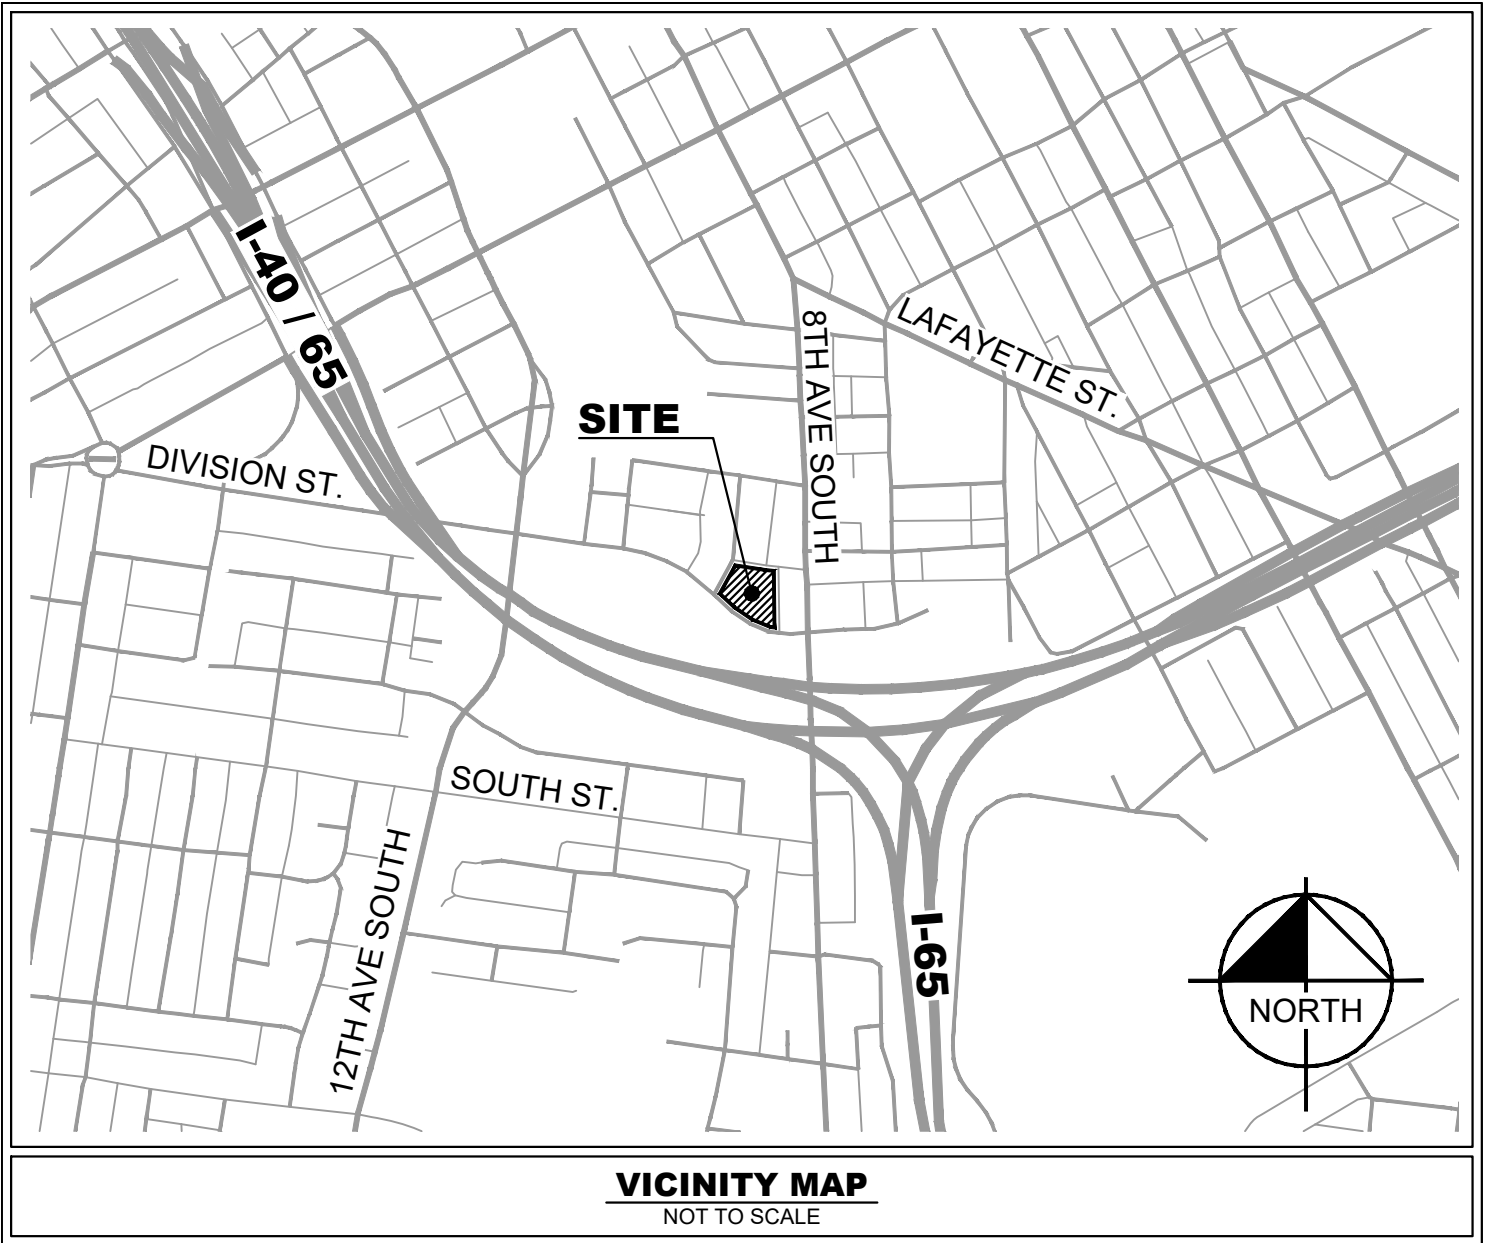 I-40 / 65
LAFAYETTE ST.
8TH AVE SOUTH
SITE
DIVISION ST.
SOUTH ST.
12TH AVE SOUTH
I-65
NORTH
VICINITY MAP
NOT TO SCALE